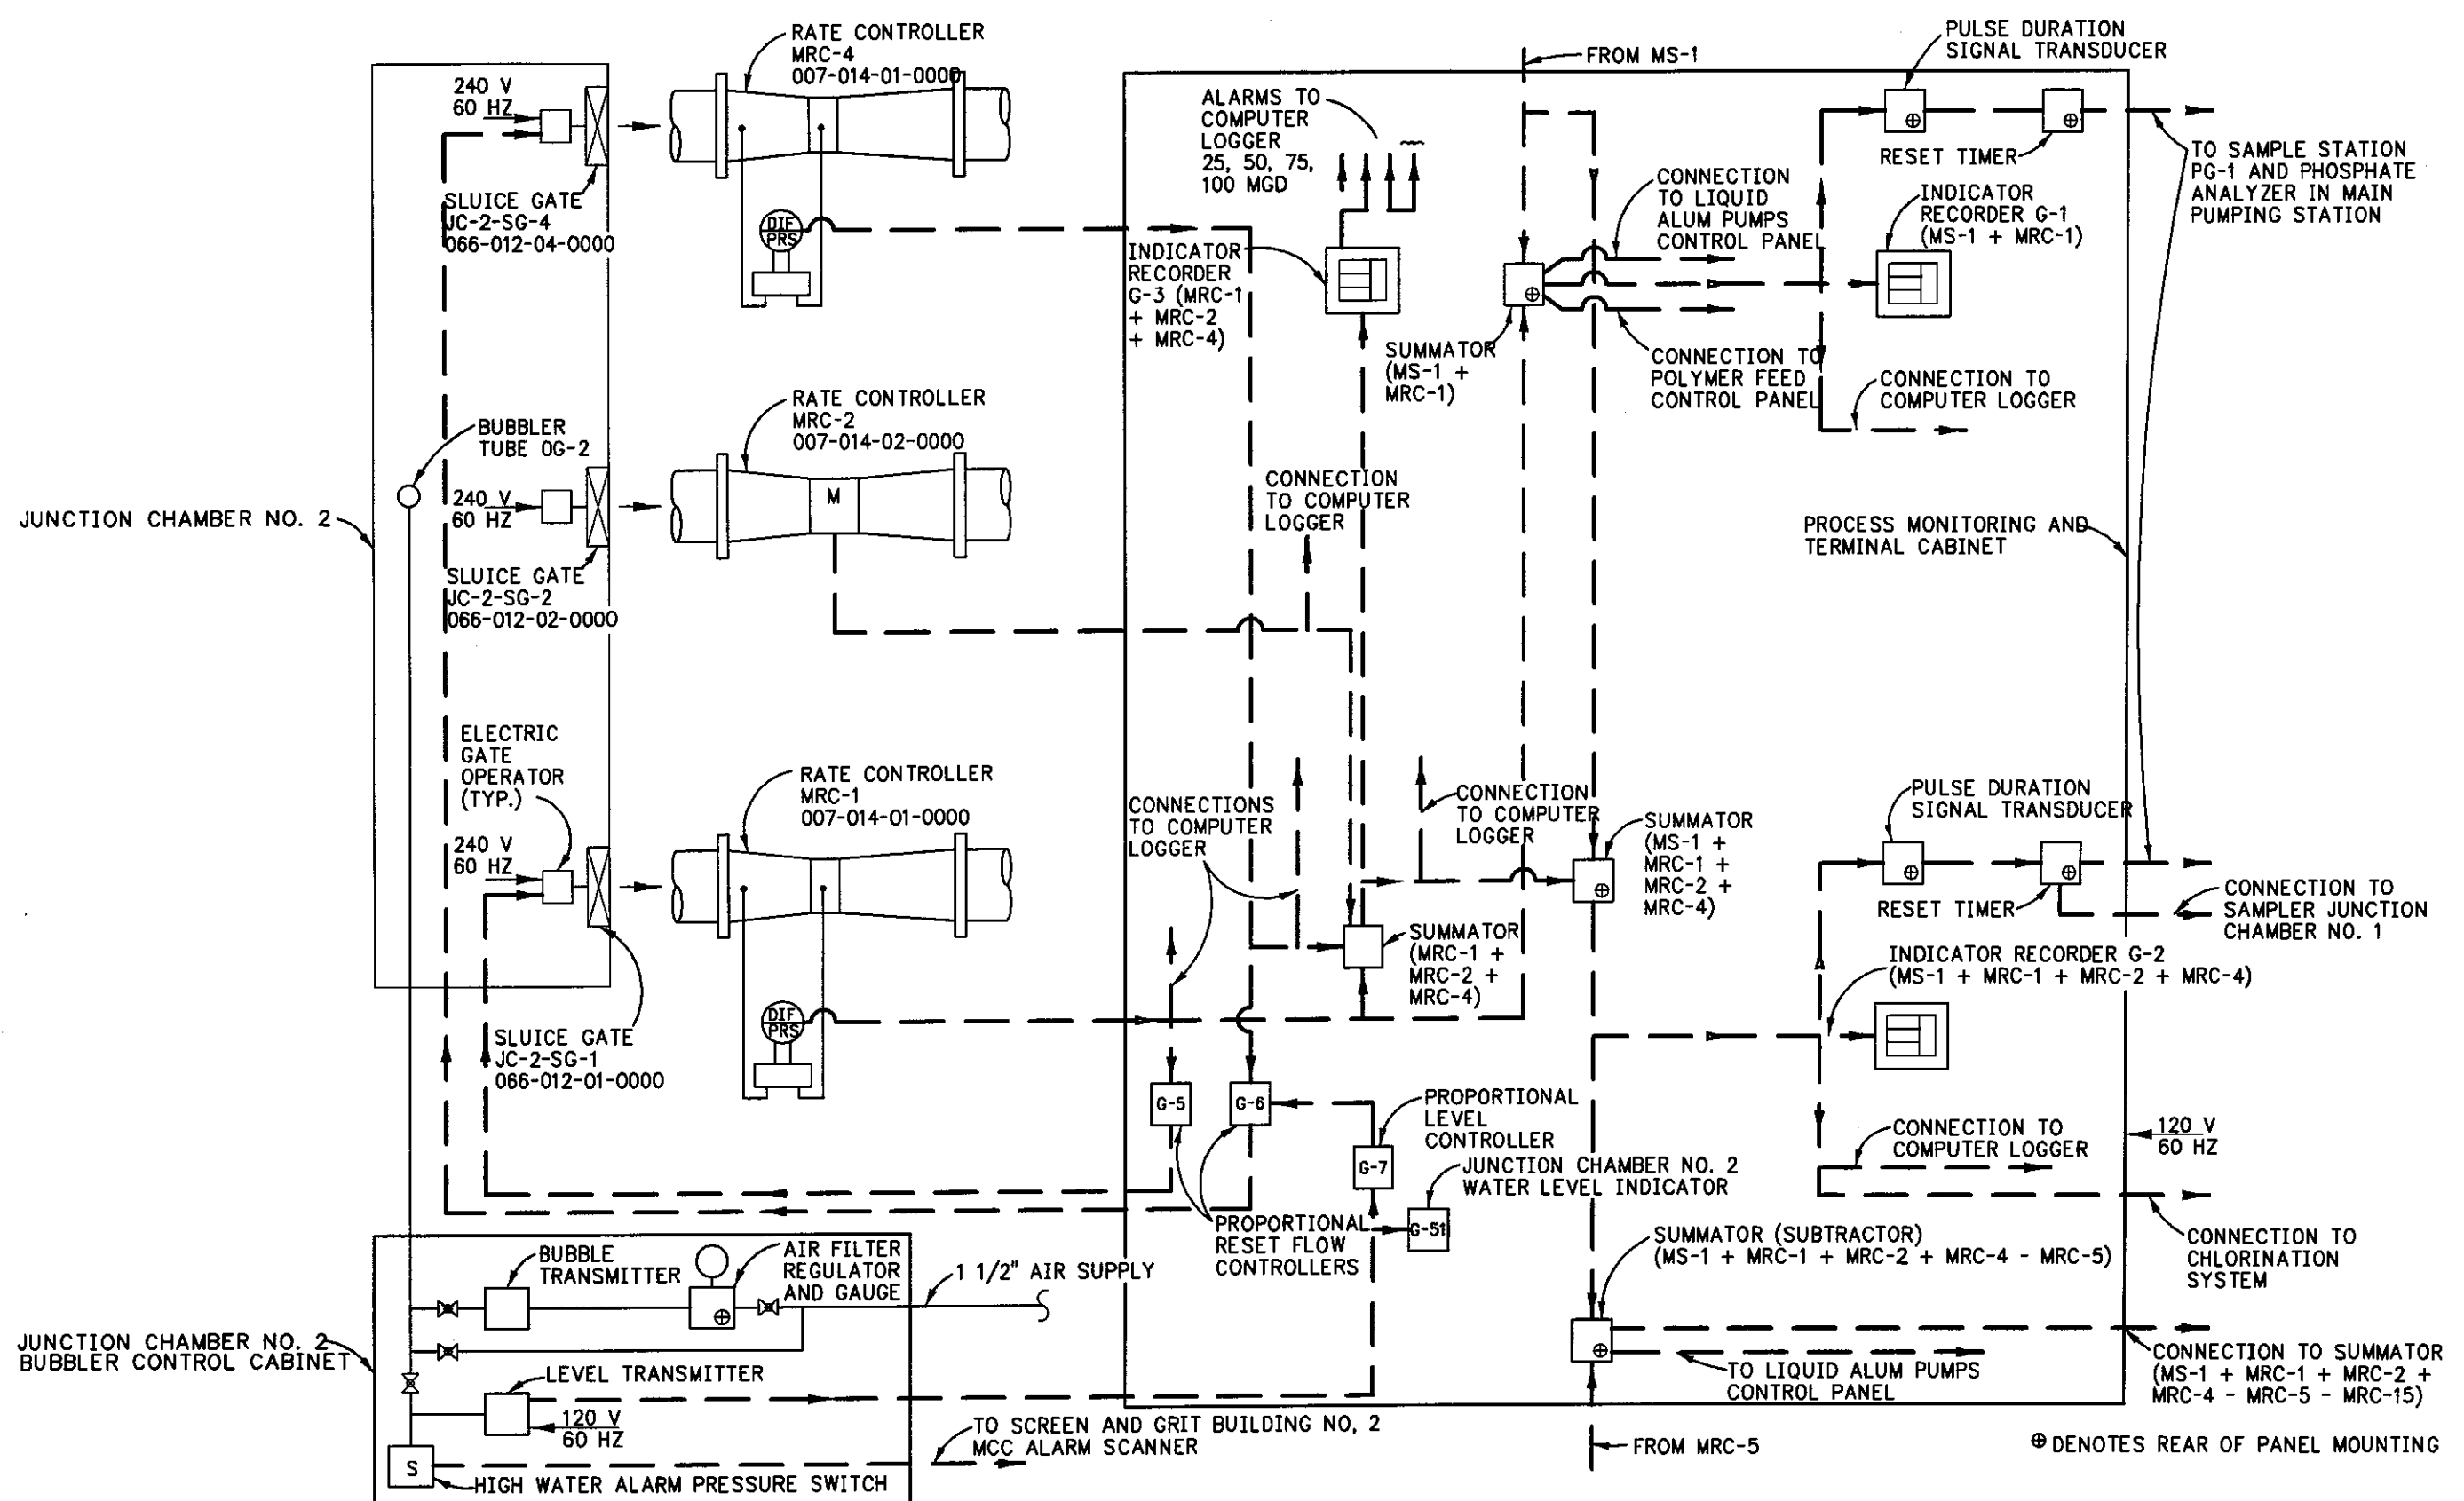 RATE CONTROLLER
MRC-4
007-014-01-0000
240 V
60 HZ
SLUICE GATE
JC-2-SG-4
066-012-04-0000
DIF
PRS
BUBBLER
TUBE OG-2
RATE CONTROLLER
MRC-2
007-014-02-0000
M
240 V
60 HZ
JUNCTION CHAMBER NO. 2
SLUICE GATE
JC-2-SG-2
066-012-02-0000
ELECTRIC
GATE
OPERATOR
(TYP.)
RATE CONTROLLER
MRC-1
007-014-01-0000
240 V
60 HZ
DIF
PRS
SLUICE GATE
JC-2-SG-1
066-012-01-0000
BUBBLE
TRANSMITTER
AIR FILTER
REGULATOR
AND GAUGE
1 1/2" AIR SUPPLY
JUNCTION CHAMBER NO. 2
BUBBLER CONTROL CABINET
LEVEL TRANSMITTER
120 V
60 HZ
S
HIGH WATER ALARM PRESSURE SWITCH
TO SCREEN AND GRIT BUILDING NO, 2
MCC ALARM SCANNER
FROM MS-1
ALARMS TO
COMPUTER
LOGGER
25, 50, 75,
100 MGD
INDICATOR
RECORDER
G-3 (MRC-1
+ MRC-2
+ MRC-4)
SUMMATOR
(MS-1 +
MRC-1)
CONNECTION
TO LIQUID
ALUM PUMPS
CONTROL PANEL
CONNECTION TO
POLYMER FEED
CONTROL PANEL
PULSE DURATION
SIGNAL TRANSDUCER
RESET TIMER
INDICATOR
RECORDER G-1
(MS-1 + MRC-1)
TO SAMPLE STATION
PG-1 AND PHOSPHATE
ANALYZER IN MAIN
PUMPING STATION
CONNECTION TO
COMPUTER LOGGER
CONNECTION
TO COMPUTER
LOGGER
PROCESS MONITORING AND
TERMINAL CABINET
CONNECTIONS
TO COMPUTER
LOGGER
CONNECTION
TO COMPUTER
LOGGER
SUMMATOR
(MS-1 +
MRC-1 +
MRC-2 +
MRC-4)
SUMMATOR
(MRC-1 +
MRC-2 +
MRC-4)
PULSE DURATION
SIGNAL TRANSDUCER
RESET TIMER
CONNECTION TO
SAMPLER JUNCTION
CHAMBER NO. 1
INDICATOR RECORDER G-2
(MS-1 + MRC-1 + MRC-2 + MRC-4)
G-5
G-6
PROPORTIONAL
LEVEL
CONTROLLER
G-7
JUNCTION CHAMBER NO. 2
WATER LEVEL INDICATOR
G-51
PROPORTIONAL
RESET FLOW
CONTROLLERS
CONNECTION TO
COMPUTER LOGGER
120 V
60 HZ
CONNECTION TO
CHLORINATION
SYSTEM
SUMMATOR (SUBTRACTOR)
(MS-1 + MRC-1 + MRC-2 + MRC-4 - MRC-5)
TO LIQUID ALUM PUMPS
CONTROL PANEL
CONNECTION TO SUMMATOR
(MS-1 + MRC-1 + MRC-2 +
MRC-4 - MRC-5 - MRC-15)
FROM MRC-5
⊕ DENOTES REAR OF PANEL MOUNTING